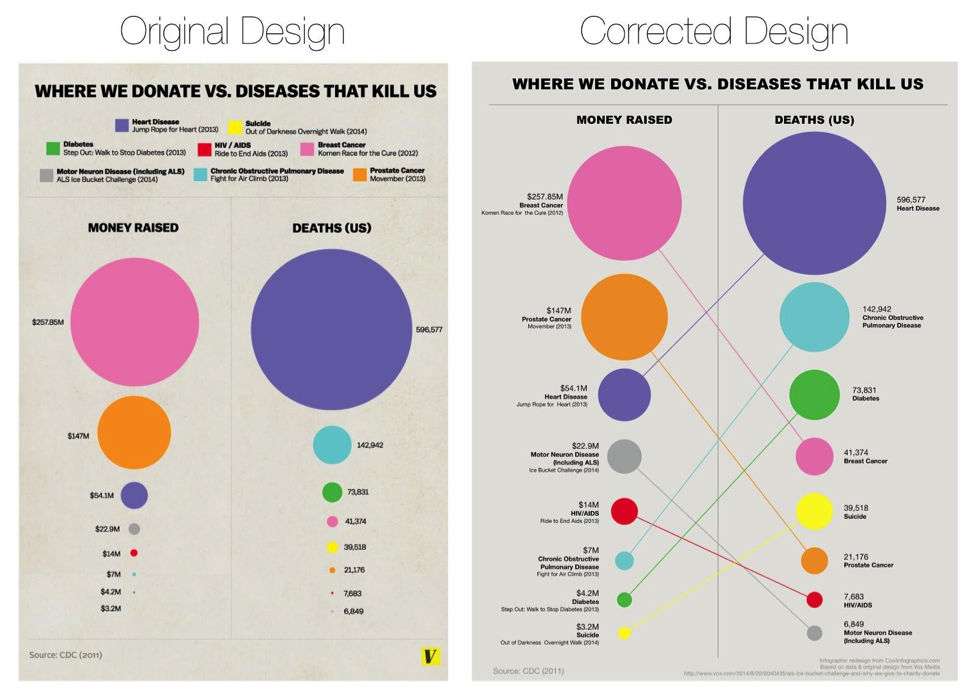 Original Design
WHERE WE DONATE VS. DISEASES THAT KILL US
Heart Disease
Jump Rope for Heart (2013)
Suicide
Out of Darkness Overnight Walk (2014)
Diabetes
Step Out: Walk to Stop Diabetes (2013)
HIV / AIDS
Ride to End Aids (2013)
Breast Cancer
Komen Race for the Cure (2012)
Motor Neuron Disease (including ALS)
ALS Ice Bucket Challenge (2014)
Chronic Obstructive Pulmonary Disease
Fight for Air Climb (2013)
Prostate Cancer
Movember (2013)
MONEY RAISED
$257.85M
$147M
$54.1M
$22.9M
$14M
$7M
$4.2M
$3.2M
DEATHS (US)
596,577
142,942
73,831
41,374
39,518
21,176
7,683
6,849
Source: CDC (2011)
V
Corrected Design
WHERE WE DONATE VS. DISEASES THAT KILL US
MONEY RAISED
$257.85M
Breast Cancer
Komen Race for the Cure (2012)
$147M
Prostate Cancer
Movember (2013)
$54.1M
Heart Disease
Jump Rope for Heart (2013)
$22.9M
Motor Neuron Disease
(Including ALS)
Ice Bucket Challenge (2014)
$14M
HIV/AIDS
Ride to End Aids (2013)
$7M
Chronic Obstructive
Pulmonary Disease
Fight for Air Climb (2013)
$4.2M
Diabetes
Step Out: Walk to Stop Diabetes (2013)
$3.2M
Suicide
Out of Darkness Overnight Walk (2014)
DEATHS (US)
596,577
Heart Disease
142,942
Chronic Obstructive
Pulmonary Disease
73,831
Diabetes
41,374
Breast Cancer
39,518
Suicide
21,176
Prostate Cancer
7,683
HIV/AIDS
6,849
Motor Neuron Disease
(Including ALS)
Source: CDC (2011)
Infographic redesign from Coolinfographics.com
Based on data & original design from Vox Media
http://www.vox.com/2014/8/20/6040435/als-ice-bucket-challenge-and-why-we-give-to-charity-donate